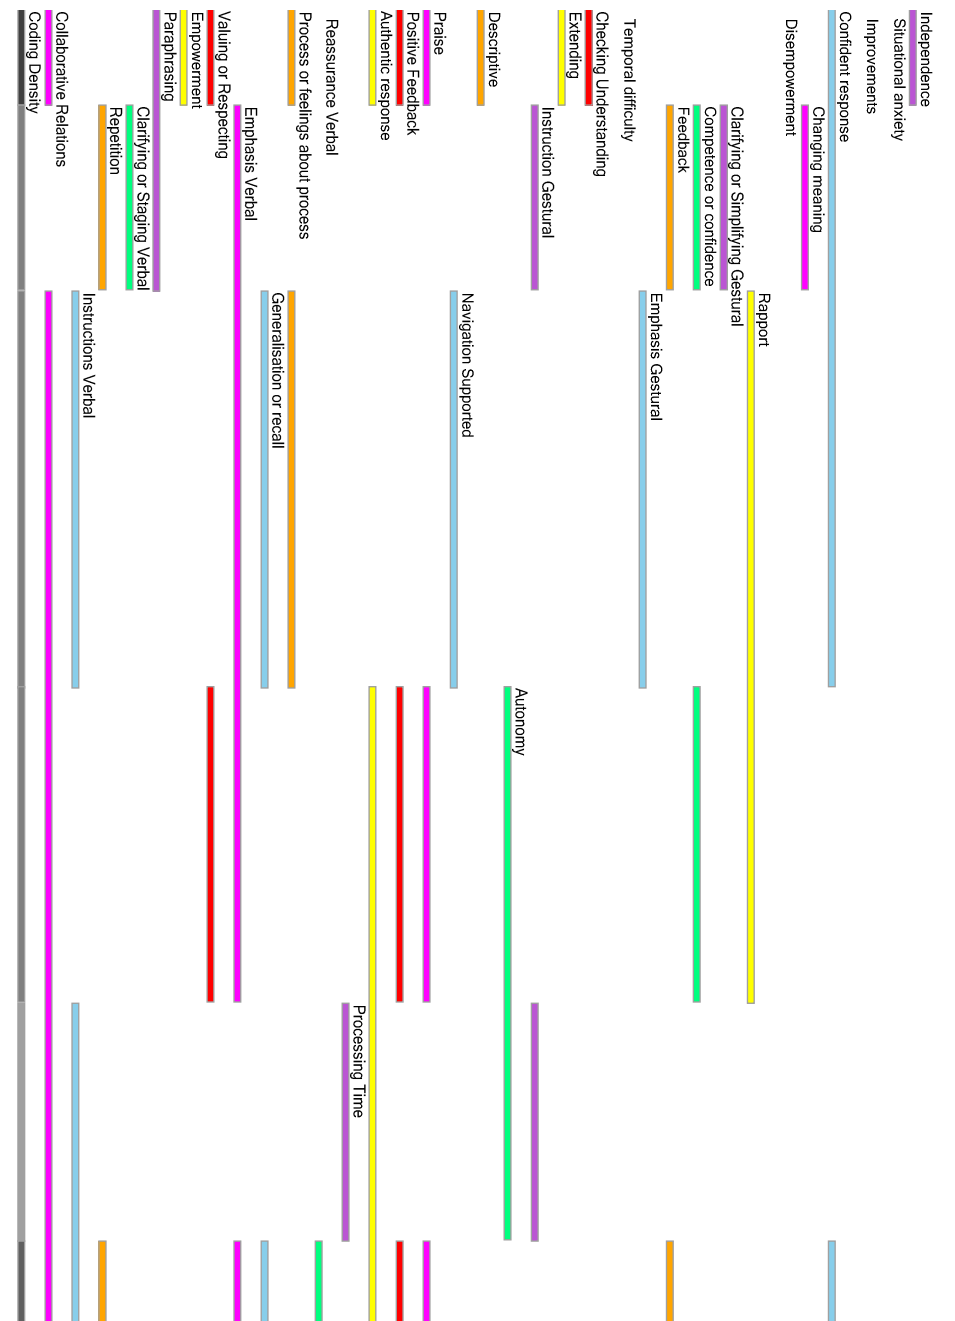 Coding Density
Collaborative Relations
Instructions Verbal
Repetition
Clarifying or Staging Verbal
Paraphrasing
Empowerment
Valuing or Respecting
Emphasis Verbal
Generalisation or recall
Process or feelings about process
Reassurance Verbal
Processing Time
Authentic response
Positive Feedback
Praise
Navigation Supported
Descriptive
Autonomy
Instruction Gestural
Extending
Checking Understanding
Temporal difficulty
Emphasis Gestural
Feedback
Competence or confidence
Clarifying or Simplifying Gestural
Rapport
Disempowerment
Changing meaning
Confident response
Improvements
Situational anxiety
Independence